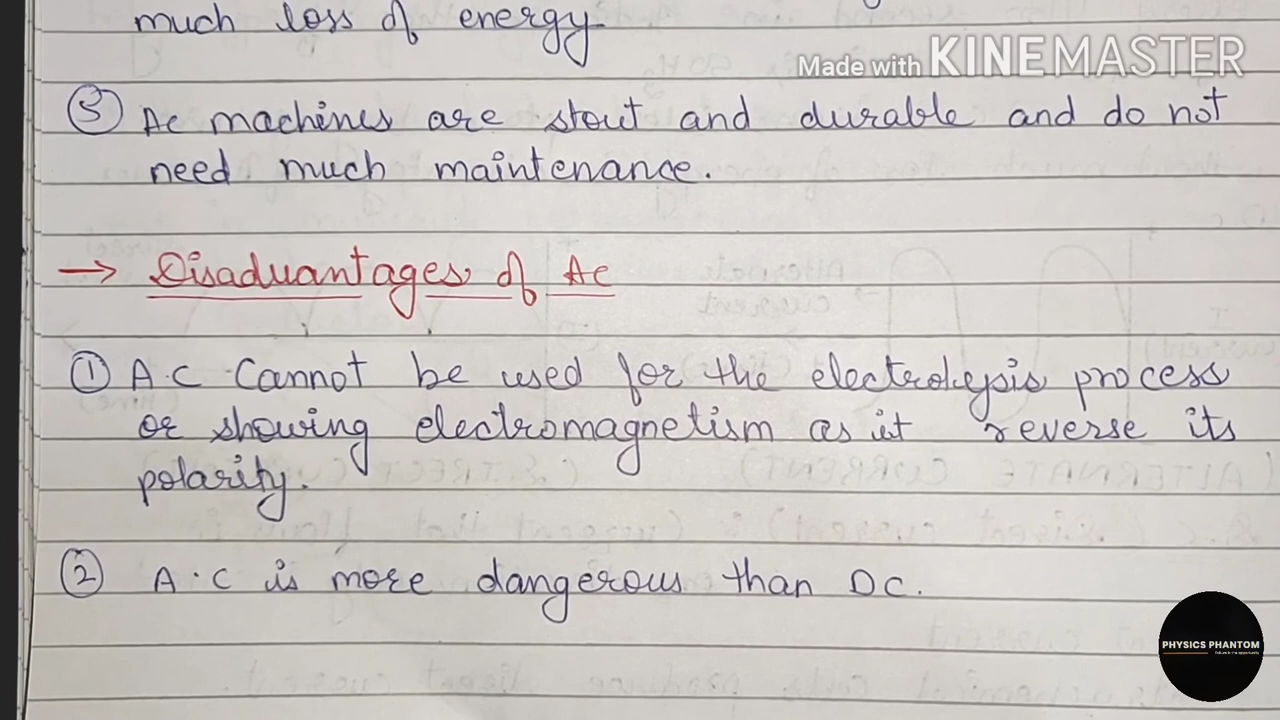 much loss of energy.
Made with KINEMASTER
③ Ac machines are stout and durable and do not
need much maintenance.
→ Disaduantages of Ac
① A.C Cannot be used for the electrolysis process
or showing electromagnetism as it reverse its
polarity.
② A.C is more dangerous than DC.
PHYSICS PHANTOM